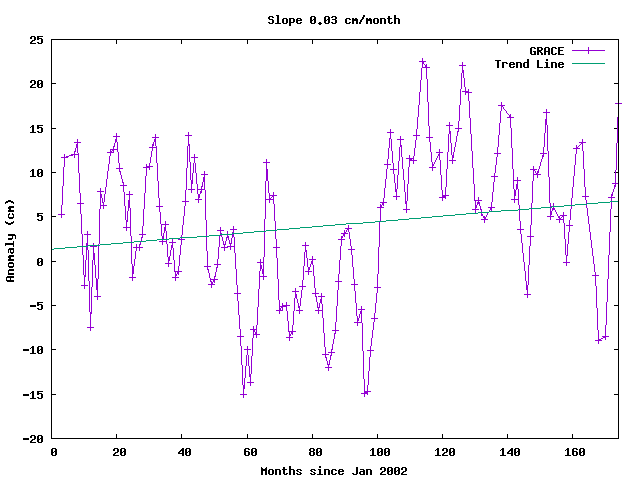 Slope 0.03 cm/month
GRACE
Trend Line
25
20
15
10
5
0
-5
-10
-15
-20
Anomaly (cm)
0 20 40 60 80 100 120 140 160
Months since Jan 2002